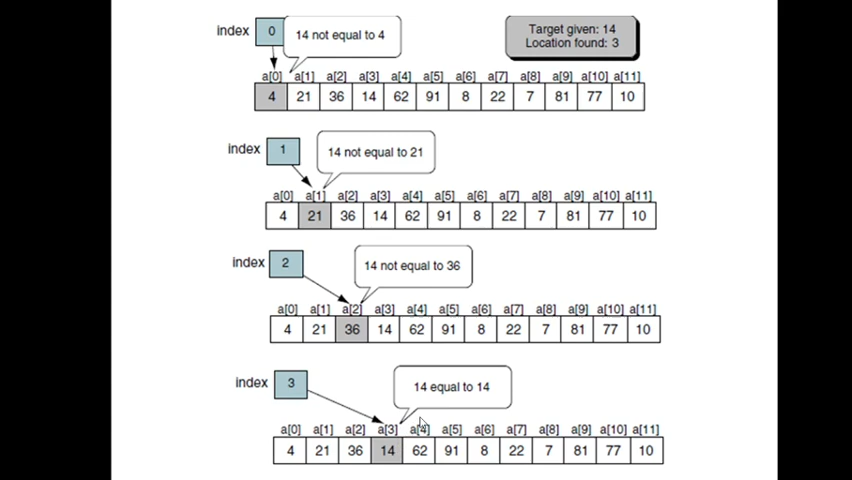 index 0 14 not equal to 4
Target given: 14
Location found: 3
a[0] a[1] a[2] a[3] a[4] a[5] a[6] a[7] a[8] a[9] a[10] a[11]
4 21 36 14 62 91 8 22 7 81 77 10
index 1 14 not equal to 21
a[0] a[1] a[2] a[3] a[4] a[5] a[6] a[7] a[8] a[9] a[10] a[11]
4 21 36 14 62 91 8 22 7 81 77 10
index 2 14 not equal to 36
a[0] a[1] a[2] a[3] a[4] a[5] a[6] a[7] a[8] a[9] a[10] a[11]
4 21 36 14 62 91 8 22 7 81 77 10
index 3 14 equal to 14
a[0] a[1] a[2] a[3] a[4] a[5] a[6] a[7] a[8] a[9] a[10] a[11]
4 21 36 14 62 91 8 22 7 81 77 10